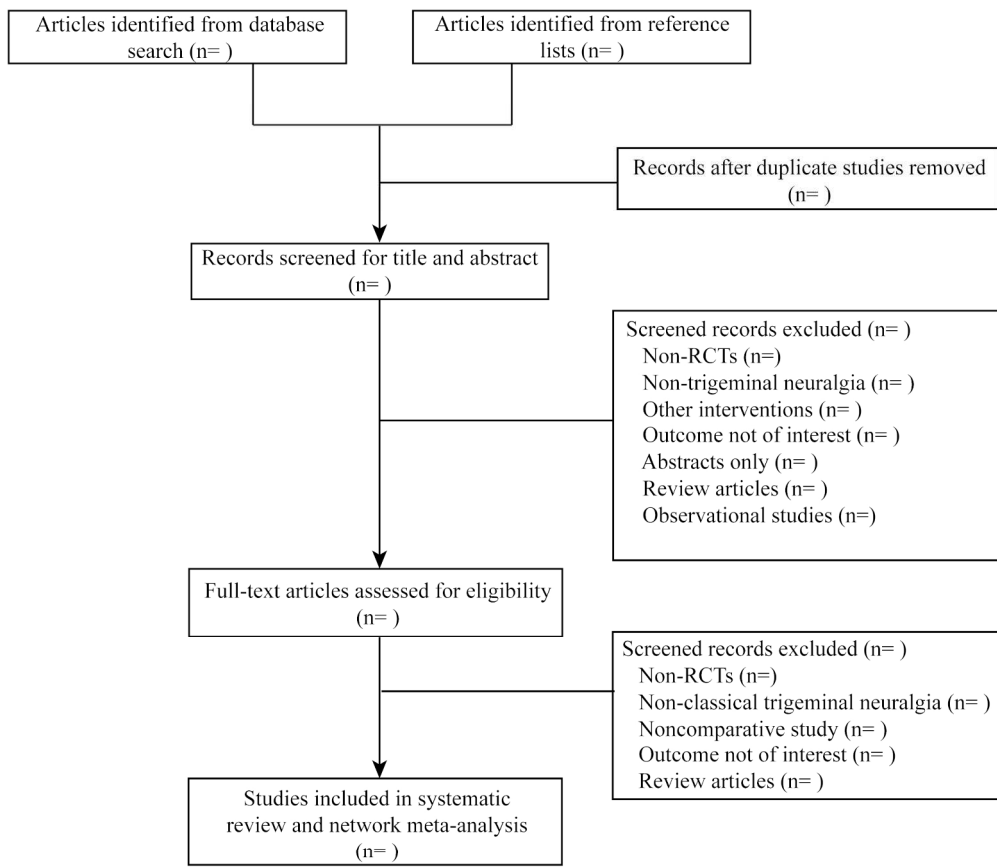 Articles identified from database
search (n= )
Articles identified from reference
lists (n= )
Records after duplicate studies removed
(n= )
Records screened for title and abstract
(n= )
Screened records excluded (n= )
Non-RCTs (n=)
Non-trigeminal neuralgia (n= )
Other interventions (n= )
Outcome not of interest (n= )
Abstracts only (n= )
Review articles (n= )
Observational studies (n=)
Full-text articles assessed for eligibility
(n= )
Screened records excluded (n= )
Non-RCTs (n=)
Non-classical trigeminal neuralgia (n= )
Noncomparative study (n= )
Outcome not of interest (n= )
Review articles (n= )
Studies included in systematic
review and network meta-analysis
(n= )